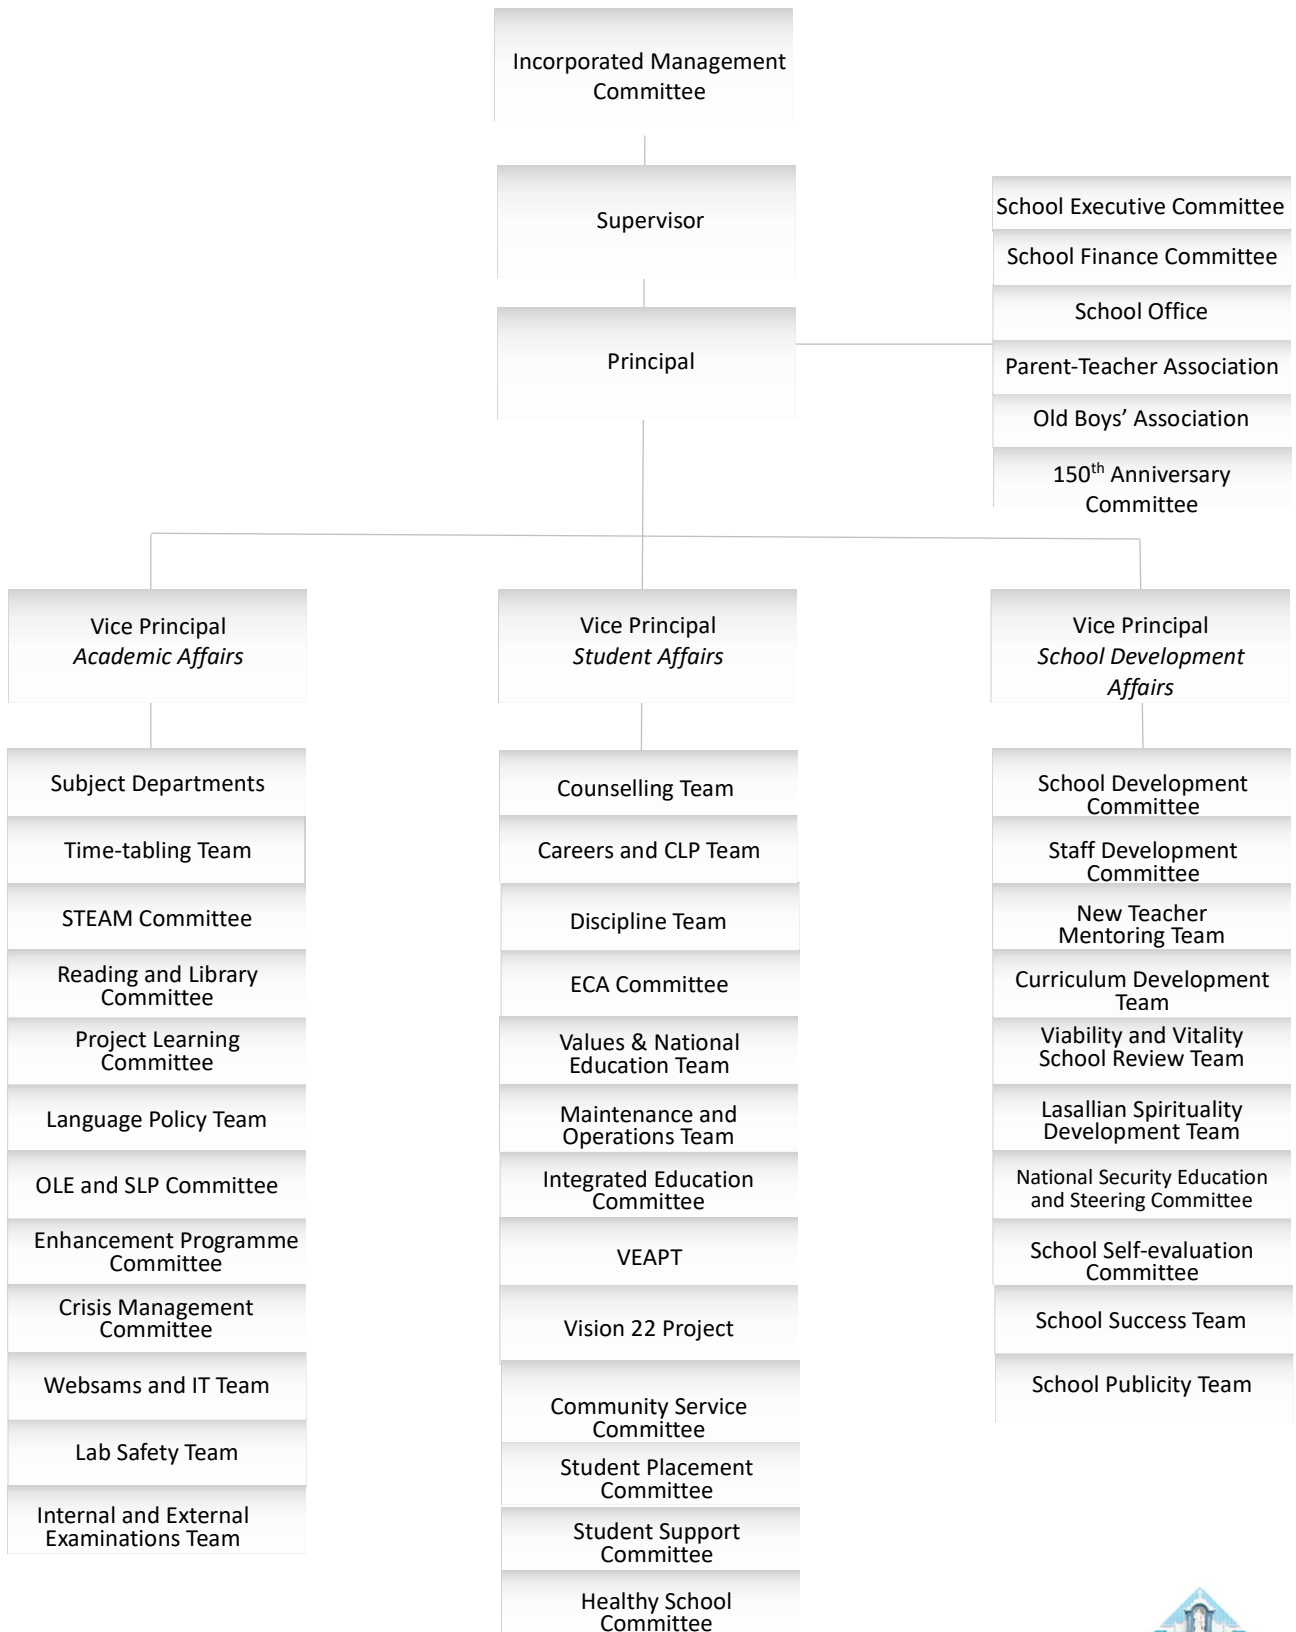 Incorporated Management
Committee
Supervisor
Principal
School Executive Committee
School Finance Committee
School Office
Parent-Teacher Association
Old Boys’ Association
150th Anniversary
Committee
Vice Principal
Academic Affairs
Subject Departments
Time-tabling Team
STEAM Committee
Reading and Library
Committee
Project Learning
Committee
Language Policy Team
OLE and SLP Committee
Enhancement Programme
Committee
Crisis Management
Committee
Websams and IT Team
Lab Safety Team
Internal and External
Examinations Team
Vice Principal
Student Affairs
Counselling Team
Careers and CLP Team
Discipline Team
ECA Committee
Values & National
Education Team
Maintenance and
Operations Team
Integrated Education
Committee
VEAPT
Vision 22 Project
Community Service
Committee
Student Placement
Committee
Student Support
Committee
Healthy School
Committee
Vice Principal
School Development
Affairs
School Development
Committee
Staff Development
Committee
New Teacher
Mentoring Team
Curriculum Development
Team
Viability and Vitality
School Review Team
Lasallian Spirituality
Development Team
National Security Education
and Steering Committee
School Self-evaluation
Committee
School Success Team
School Publicity Team